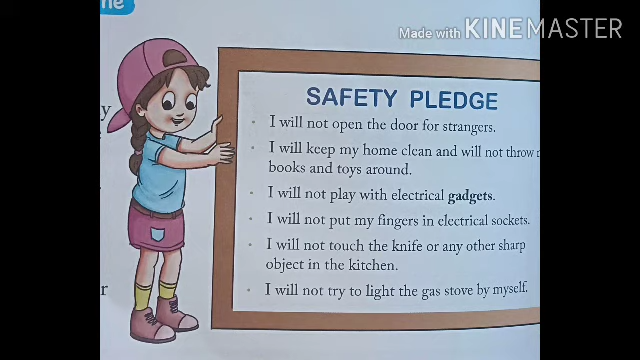 ne
Made with KINEMASTER
y
SAFETY PLEDGE
• I will not open the door for strangers.
• I will keep my home clean and will not throw
books and toys around.
• I will not play with electrical gadgets.
• I will not put my fingers in electrical sockets.
• I will not touch the knife or any other sharp
object in the kitchen.
• I will not try to light the gas stove by myself.
r